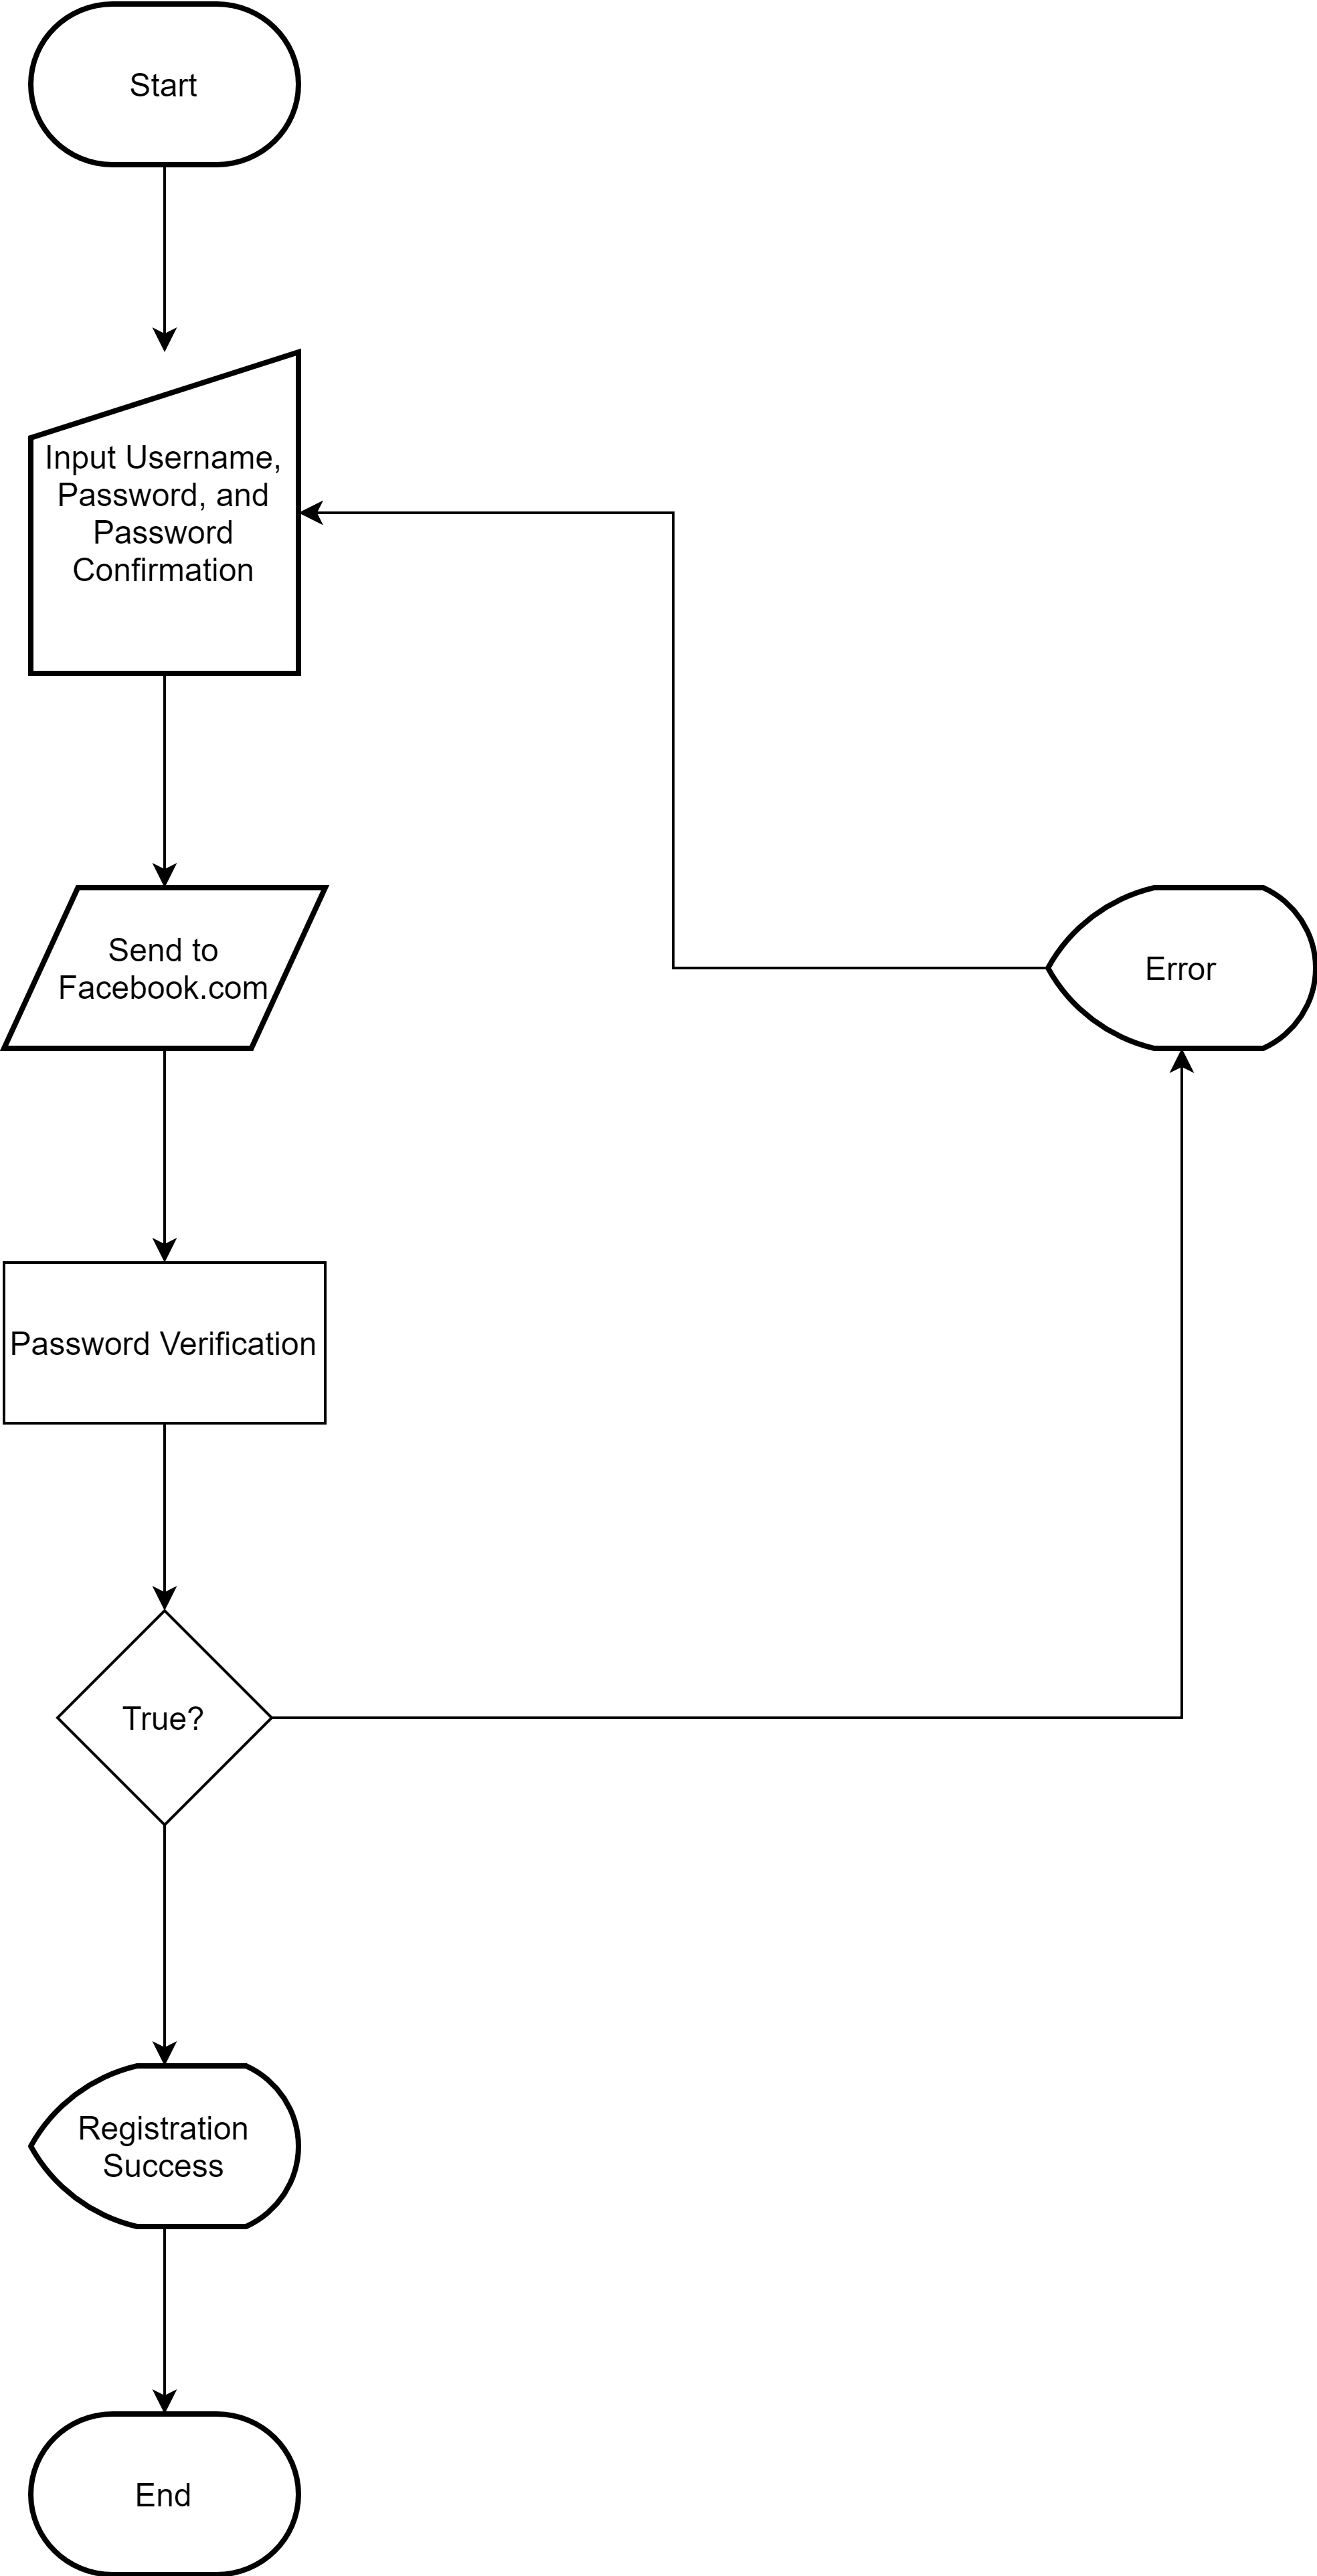 Start
Input Username,
Password, and
Password
Confirmation
Send to
Facebook.com
Error
Password Verification
True?
Registration
Success
End